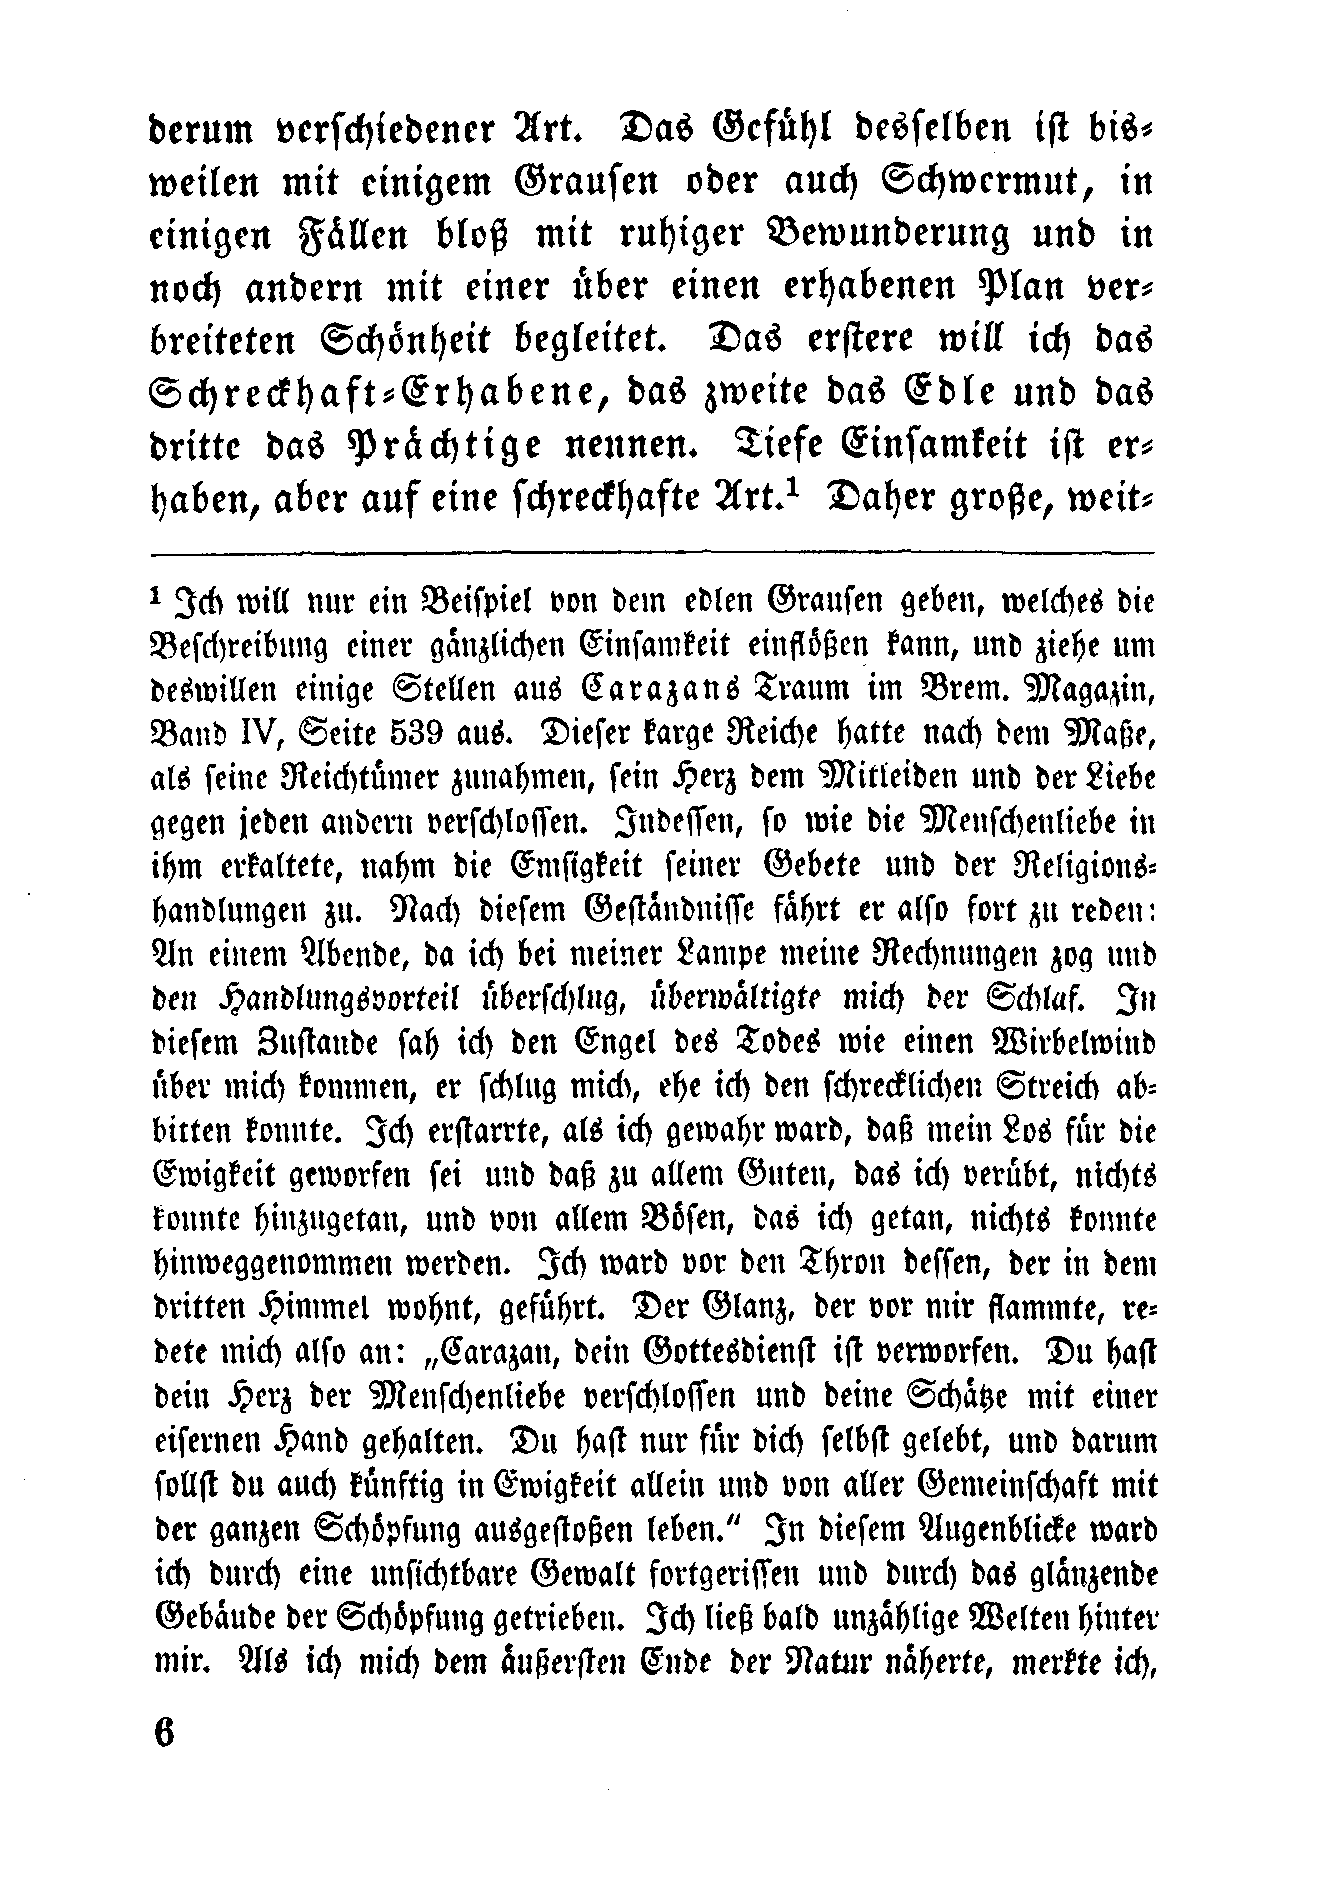 derum verschiedener Art. Das Gefühl desselben ist bis-
weilen mit einigem Grausen oder auch Schwermut, in
einigen Fällen bloß mit ruhiger Bewunderung und in
noch andern mit einer über einen erhabenen Plan ver-
breiteten Schönheit begleitet. Das erstere will ich das
Schreckhaft-Erhabene, das zweite das Edle und das
dritte das Prächtige nennen. Tiefe Einsamkeit ist er-
haben, aber auf eine schreckhafte Art.¹ Daher große, weit-
¹ Ich will nur ein Beispiel von dem edlen Grausen geben, welches die
Beschreibung einer gänzlichen Einsamkeit einflößen kann, und ziehe um
deswillen einige Stellen aus Carazans Traum im Brem. Magazin,
Band IV, Seite 539 aus. Dieser karge Reiche hatte nach dem Maße,
als seine Reichtümer zunahmen, sein Herz dem Mitleiden und der Liebe
gegen jeden andern verschlossen. Indessen, so wie die Menschenliebe in
ihm erkaltete, nahm die Emsigkeit seiner Gebete und der Religions-
handlungen zu. Nach diesem Geständnisse fährt er also fort zu reden:
An einem Abende, da ich bei meiner Lampe meine Rechnungen zog und
den Handlungsvorteil überschlug, überwältigte mich der Schlaf. In
diesem Zustande sah ich den Engel des Todes wie einen Wirbelwind
über mich kommen, er schlug mich, ehe ich den schrecklichen Streich ab-
bitten konnte. Ich erstarrte, als ich gewahr ward, daß mein Los für die
Ewigkeit geworfen sei und daß zu allem Guten, das ich verübt, nichts
konnte hinzugetan, und von allem Bösen, das ich getan, nichts konnte
hinweggenommen werden. Ich ward vor den Thron dessen, der in dem
dritten Himmel wohnt, geführt. Der Glanz, der vor mir flammte, re-
dete mich also an: „Carazan, dein Gottesdienst ist verworfen. Du hast
dein Herz der Menschenliebe verschlossen und deine Schätze mit einer
eisernen Hand gehalten. Du hast nur für dich selbst gelebt, und darum
sollst du auch künftig in Ewigkeit allein und von aller Gemeinschaft mit
der ganzen Schöpfung ausgestoßen leben.“ In diesem Augenblicke ward
ich durch eine unsichtbare Gewalt fortgerissen und durch das glänzende
Gebäude der Schöpfung getrieben. Ich ließ bald unzählige Welten hinter
mir. Als ich mich dem äußersten Ende der Natur näherte, merkte ich,
6